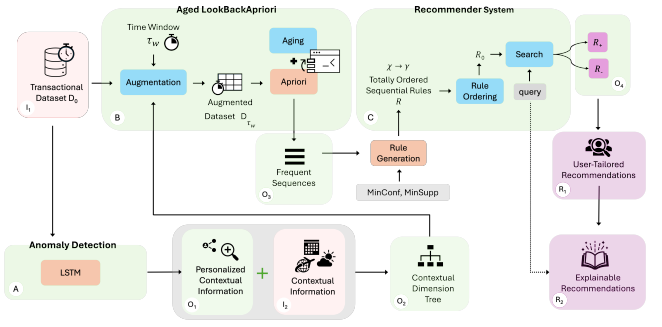 Aged LookBackApriori
Recommender System
Time Window
τ_w
Aging
Augmentation
Apriori
Augmented
Dataset D_τ_w
B
Transactional
Dataset D₀
I₁
χ → γ
Totally Ordered
Sequential Rules
R
R₀
Search
Rule
Ordering
query
C
R₊
R₋
O₄
Frequent
Sequences
O₃
Rule
Generation
MinConf, MinSupp
User-Tailored
Recommendations
R₁
Anomaly Detection
LSTM
A
Personalized
Contextual
Information
O₁
+
Contextual
Information
I₂
Contextual
Dimension
Tree
O₂
Explainable
Recommendations
R₂